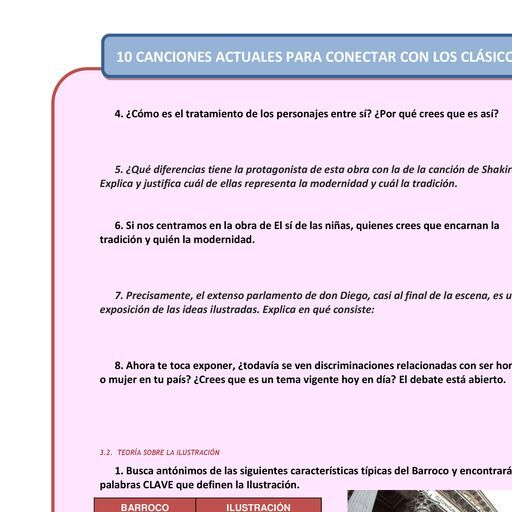 10 CANCIONES ACTUALES PARA CONECTAR CON LOS
4. ¿Cómo es el tratamiento de los personajes entre sí? ¿Por qué crees que es así?
5. ¿Qué diferencias tiene la protagonista de esta obra con la de la canción de
Explica y justifica cuál de ellas representa la modernidad y cuál la tradición.
6. Si nos centramos en la obra de El sí de las niñas, quienes crees que encarnan la
tradición y quién la modernidad.
7. Precisamente, el extenso parlamento de don Diego, casi al final de la escena, es
exposición de las ideas ilustradas. Explica en qué consiste:
8. Ahora te toca exponer, ¿todavía se ven discriminaciones relacionadas con ser
o mujer en tu país? ¿Crees que es un tema vigente hoy en día? El debate está abierto.
3.2. TEORÍA SOBRE LA ILUSTRACIÓN
1. Busca antónimos de las siguientes características típicas del Barroco y
palabras CLAVE que definen la Ilustración.
BARROCO ILUSTRACIÓN